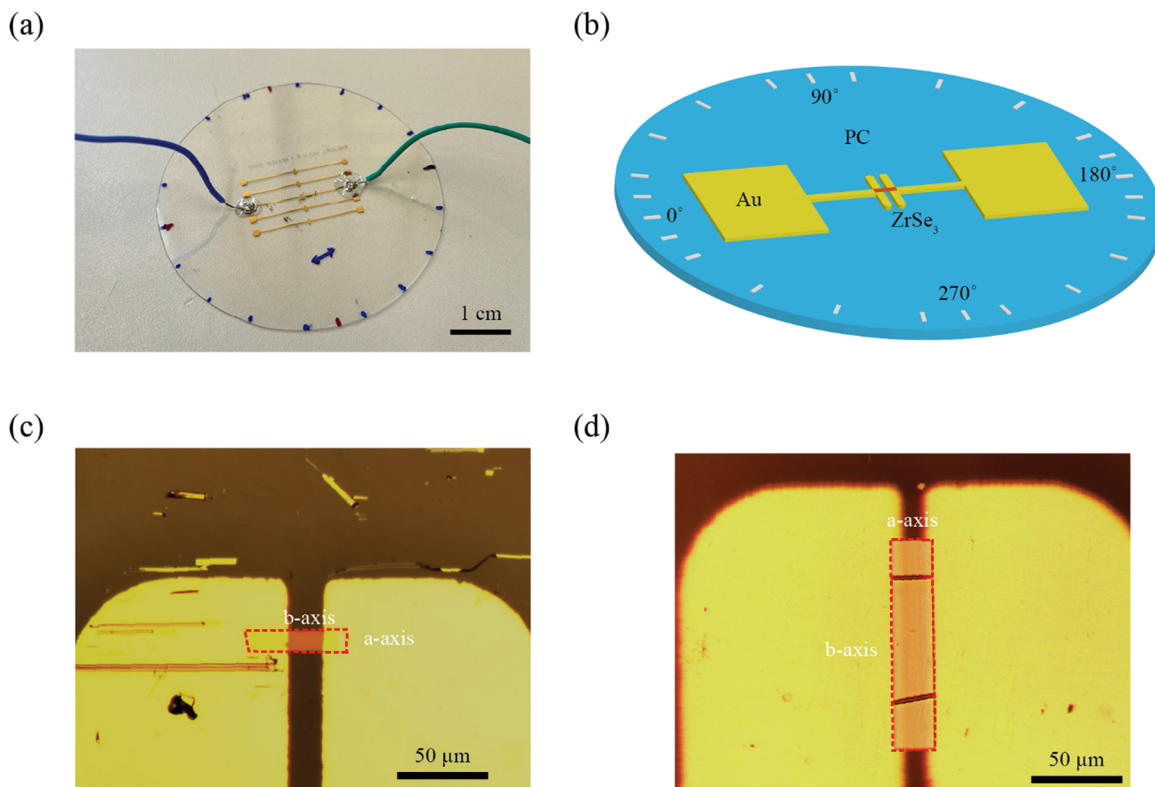 (a)
1 cm
(b)
90°
PC
180°
Au
0°
ZrSe₃
270°
(c)
b-axis
a-axis
50 µm
(d)
a-axis
b-axis
50 µm